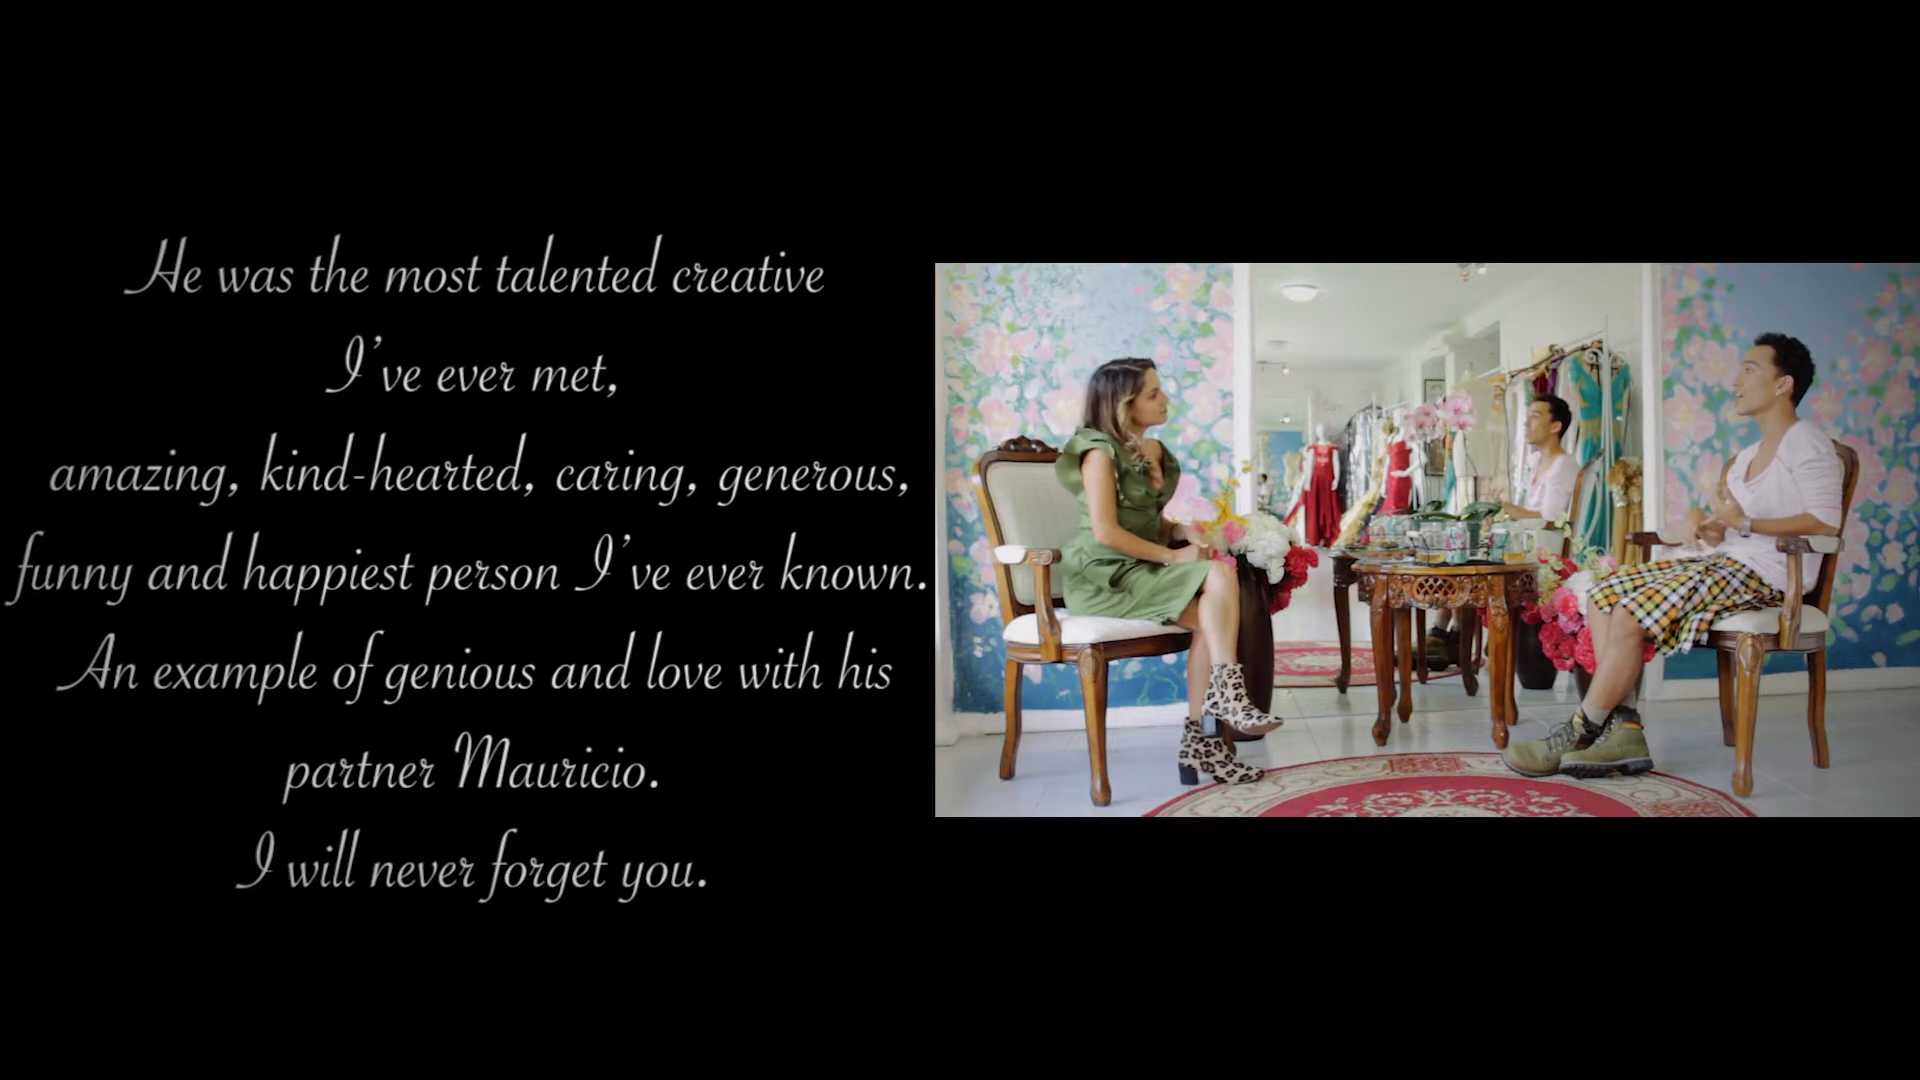 He was the most talented creative
I've ever met,
amazing, kind-hearted, caring, generous,
funny and happiest person I've ever known.
An example of genious and love with his
partner Mauricio.
I will never forget you.